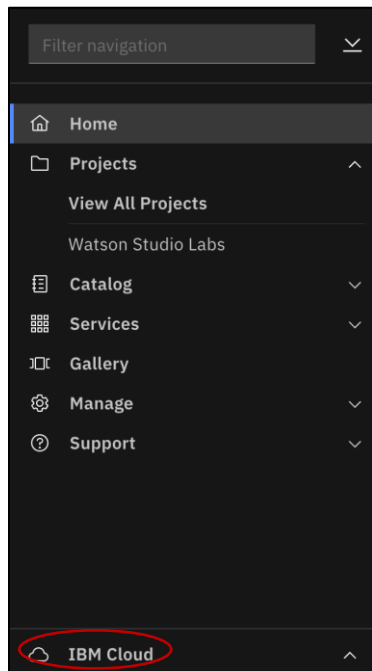 Filter navigation
Home
Projects
View All Projects
Watson Studio Labs
Catalog
Services
Gallery
Manage
Support
IBM Cloud